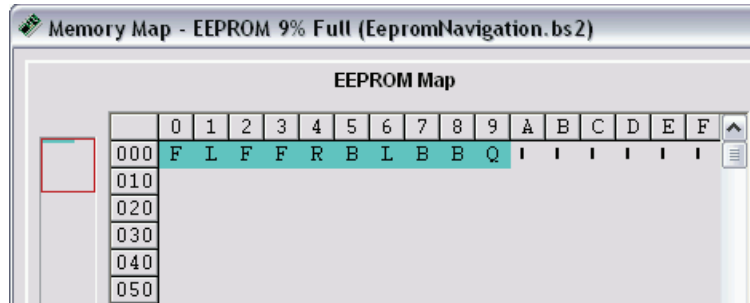 Memory Map - EEPROM 9% Full (EepromNavigation.bs2)
EEPROM Map
0 1 2 3 4 5 6 7 8 9 A B C D E F
000 F L F F R B L B B Q
010
020
030
040
050